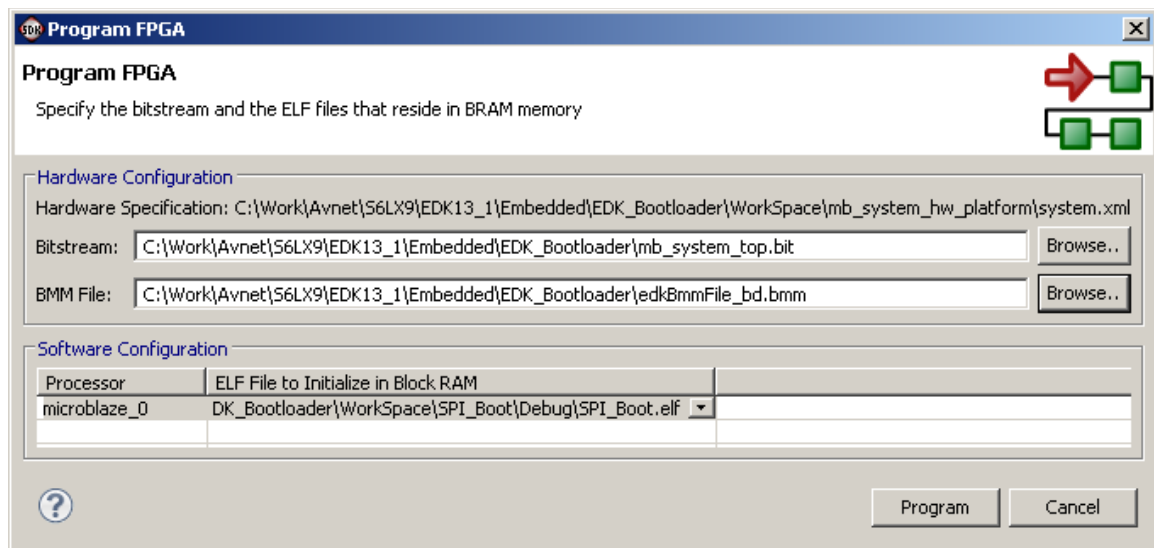 SDK Program FPGA
Program FPGA
Specify the bitstream and the ELF files that reside in BRAM memory
Hardware Configuration
Hardware Specification: C:\Work\Avnet\S6LX9\EDK13_1\Embedded\EDK_Bootloader\WorkSpace\mb_system_hw_platform\system.xml
Bitstream: C:\Work\Avnet\S6LX9\EDK13_1\Embedded\EDK_Bootloader\mb_system_top.bit Browse..
BMM File: C:\Work\Avnet\S6LX9\EDK13_1\Embedded\EDK_Bootloader\edkBmmFile_bd.bmm Browse..
Software Configuration
Processor ELF File to Initialize in Block RAM
microblaze_0 DK_Bootloader\WorkSpace\SPI_Boot\Debug\SPI_Boot.elf
? Program Cancel